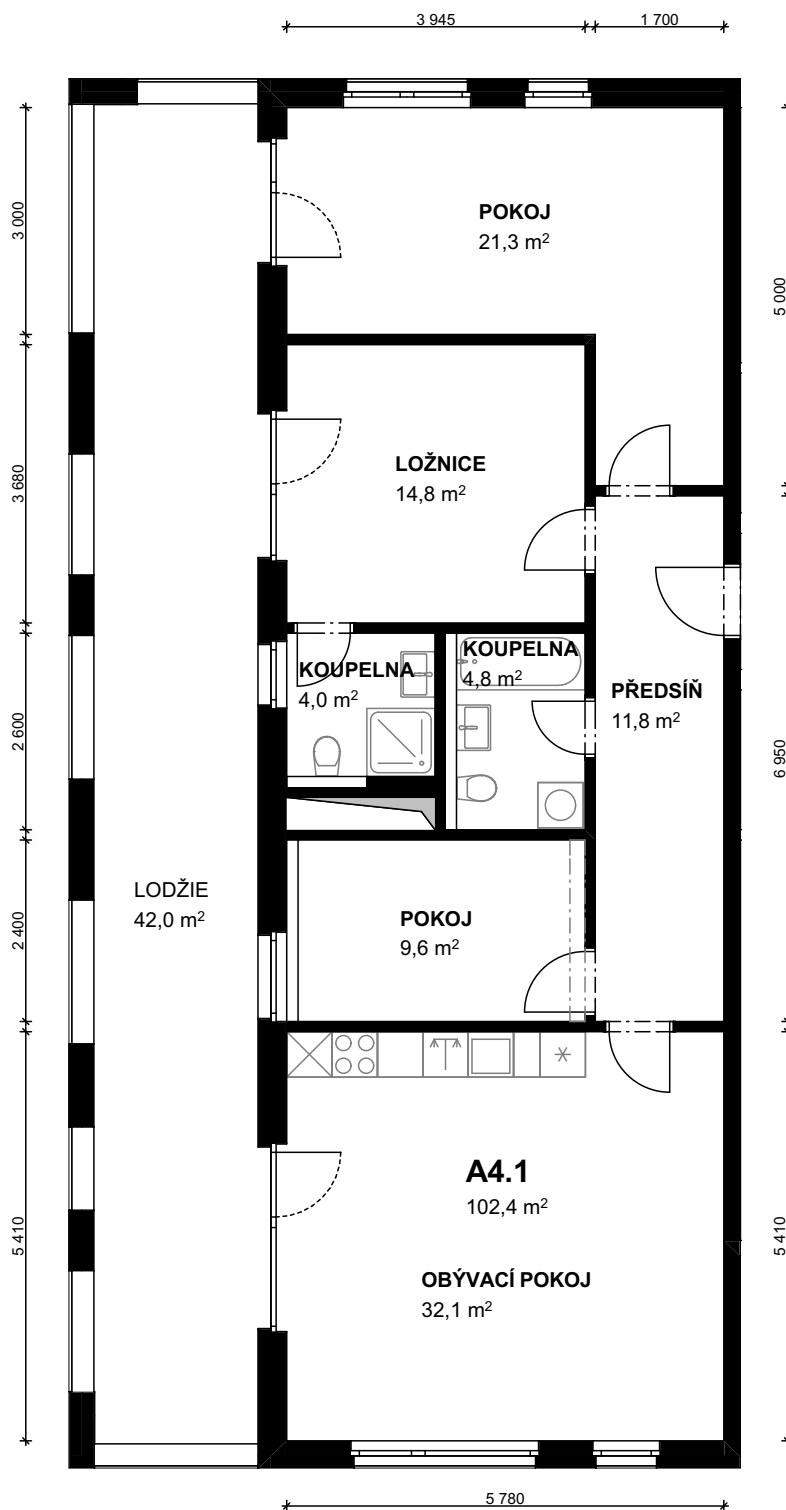 3 945
1 700
3 000
POKOJ
21,3 m²
5 000
3 680
LOŽNICE
14,8 m²
KOUPELNA
4,0 m²
KOUPELNA
4,8 m²
PŘEDSÍŇ
11,8 m²
2 600
6 950
LODŽIE
42,0 m²
2 400
POKOJ
9,6 m²
A4.1
102,4 m²
5 410
5 410
OBÝVACÍ POKOJ
32,1 m²
5 780